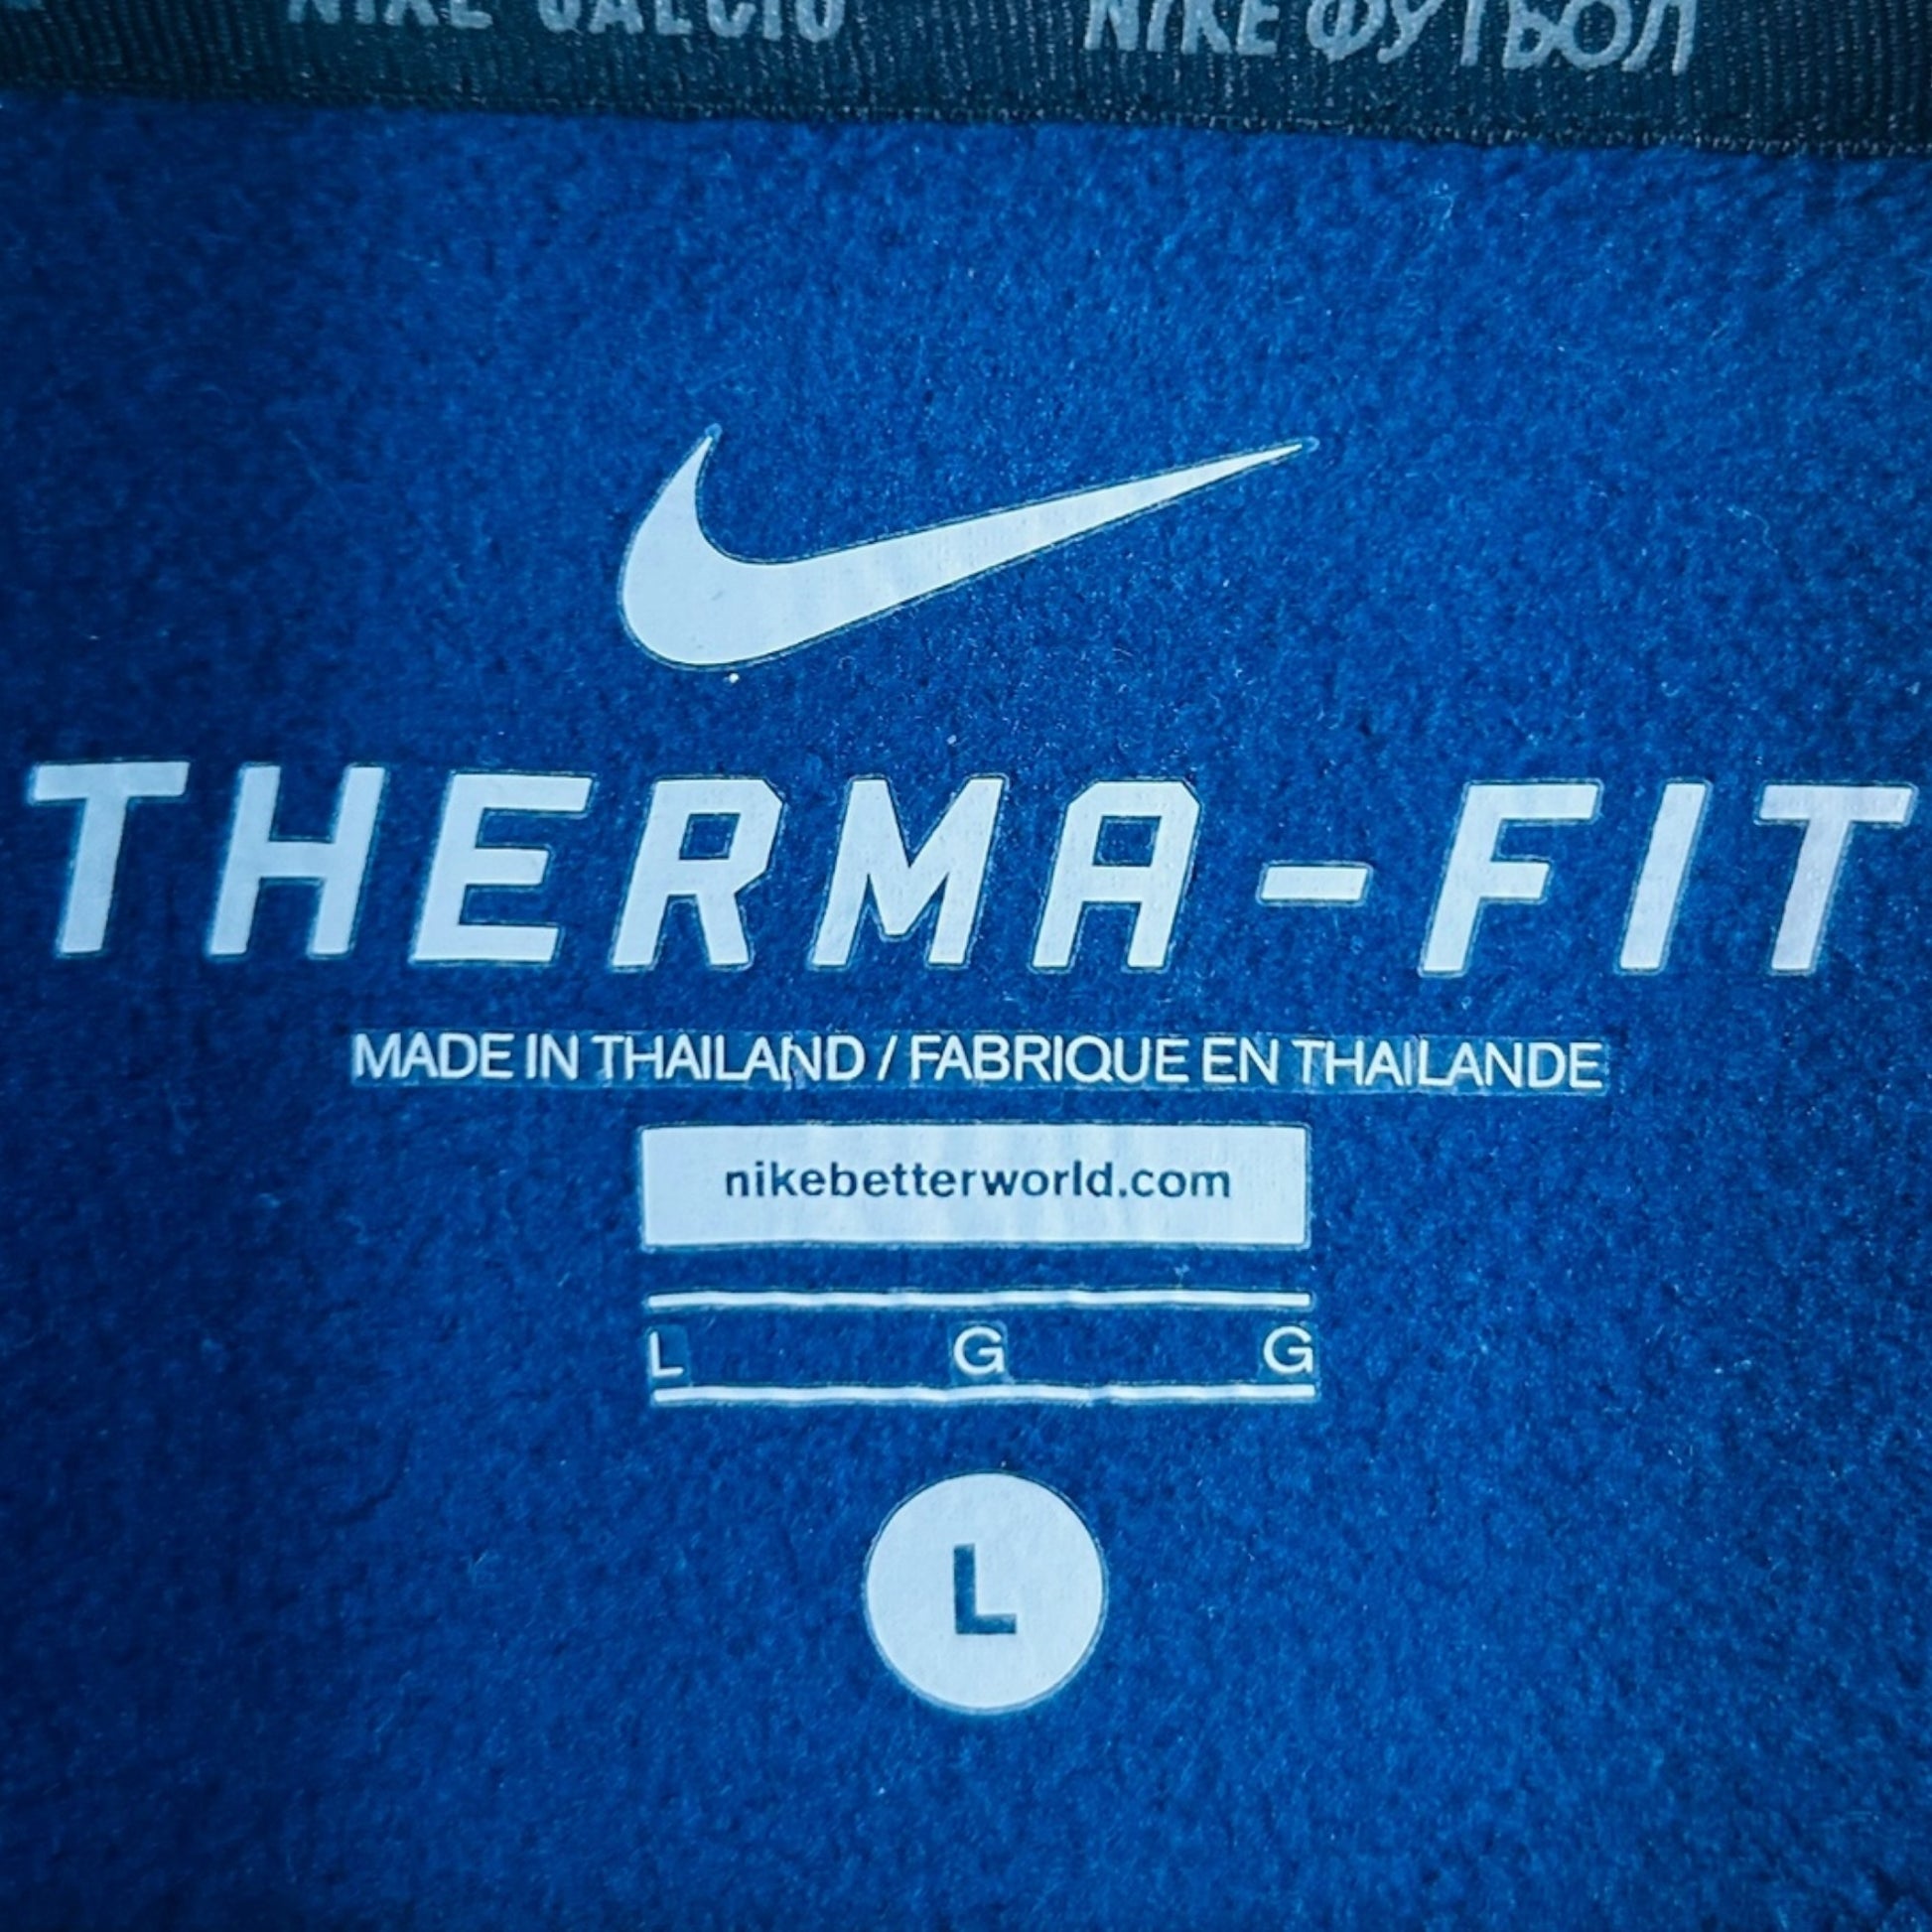 NIKE CALCIO NIKE ФУТБОЛ
THERMA-FIT
MADE IN THAILAND / FABRIQUE EN THAILANDE
nikebetterworld.com
L G G
L